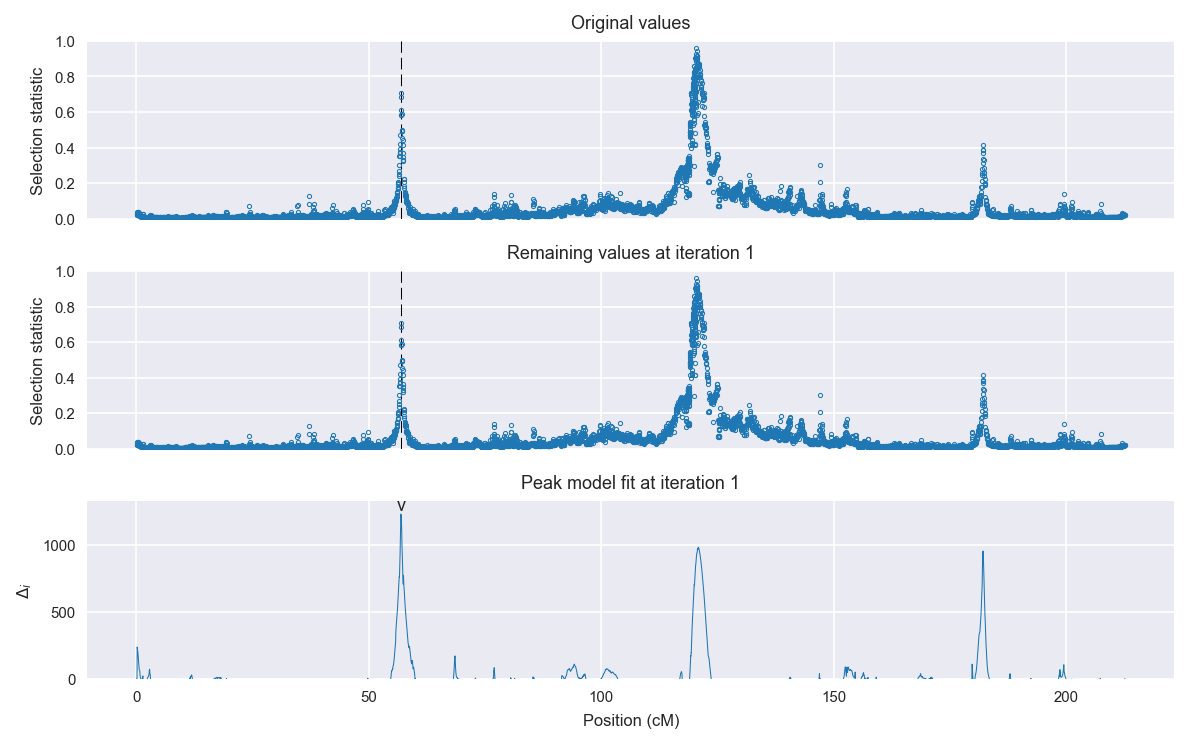 Original values
1.0
0.8
0.6
0.4
0.2
0.0
Selection statistic
Remaining values at iteration 1
1.0
0.8
0.6
0.4
0.2
0.0
Selection statistic
Peak model fit at iteration 1
v
1000
500
0
Δi
0 50 100 150 200
Position (cM)